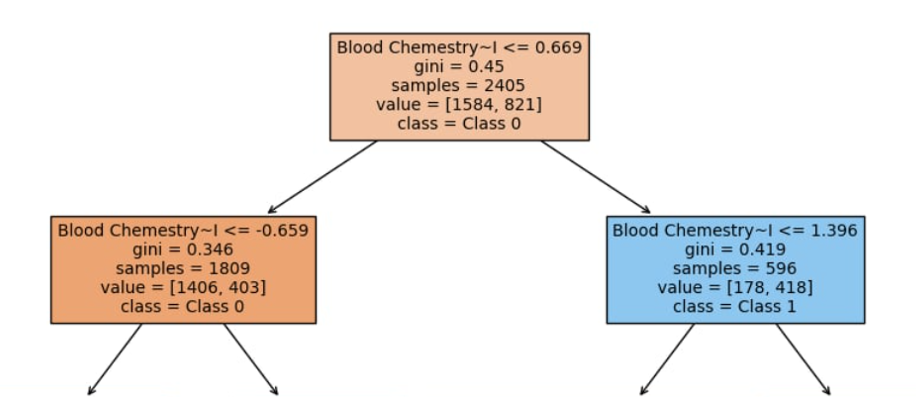 Blood Chemestry~I <= 0.669
gini = 0.45
samples = 2405
value = [1584, 821]
class = Class 0
Blood Chemestry~I <= -0.659
gini = 0.346
samples = 1809
value = [1406, 403]
class = Class 0
Blood Chemestry~I <= 1.396
gini = 0.419
samples = 596
value = [178, 418]
class = Class 1